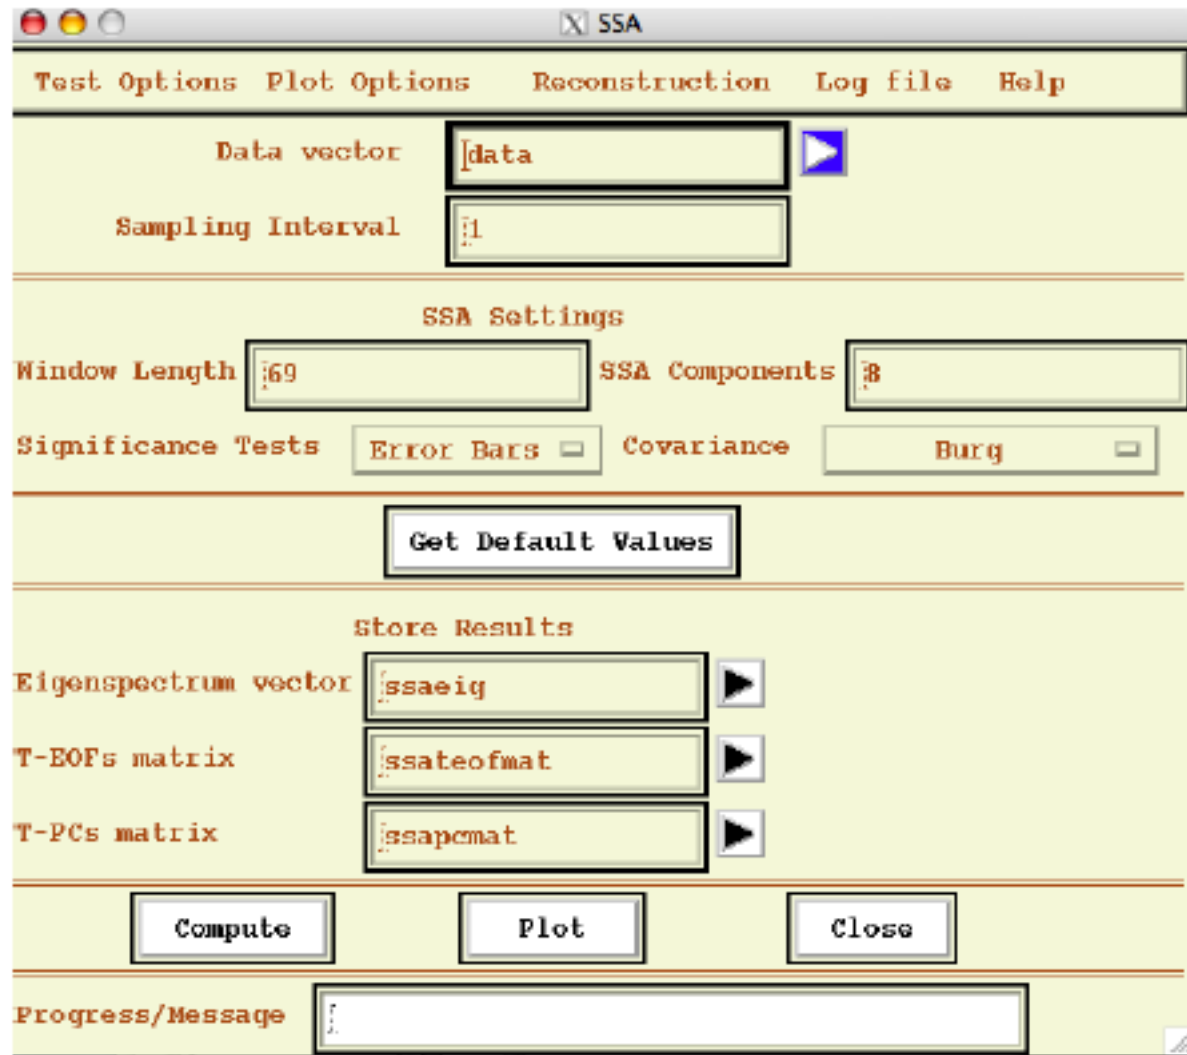 SSA
Test Options Plot Options Reconstruction Log file Help
Data vector data
Sampling Interval 1
SSA Settings
Window Length 69 SSA Components 8
Significance Tests Error Bars Covariance Burg
Get Default Values
Store Results
Eigenspectrum vector ssaeig
T-EOFs matrix ssateofmat
T-PCs matrix ssapcmat
Compute Plot Close
Progress/Message